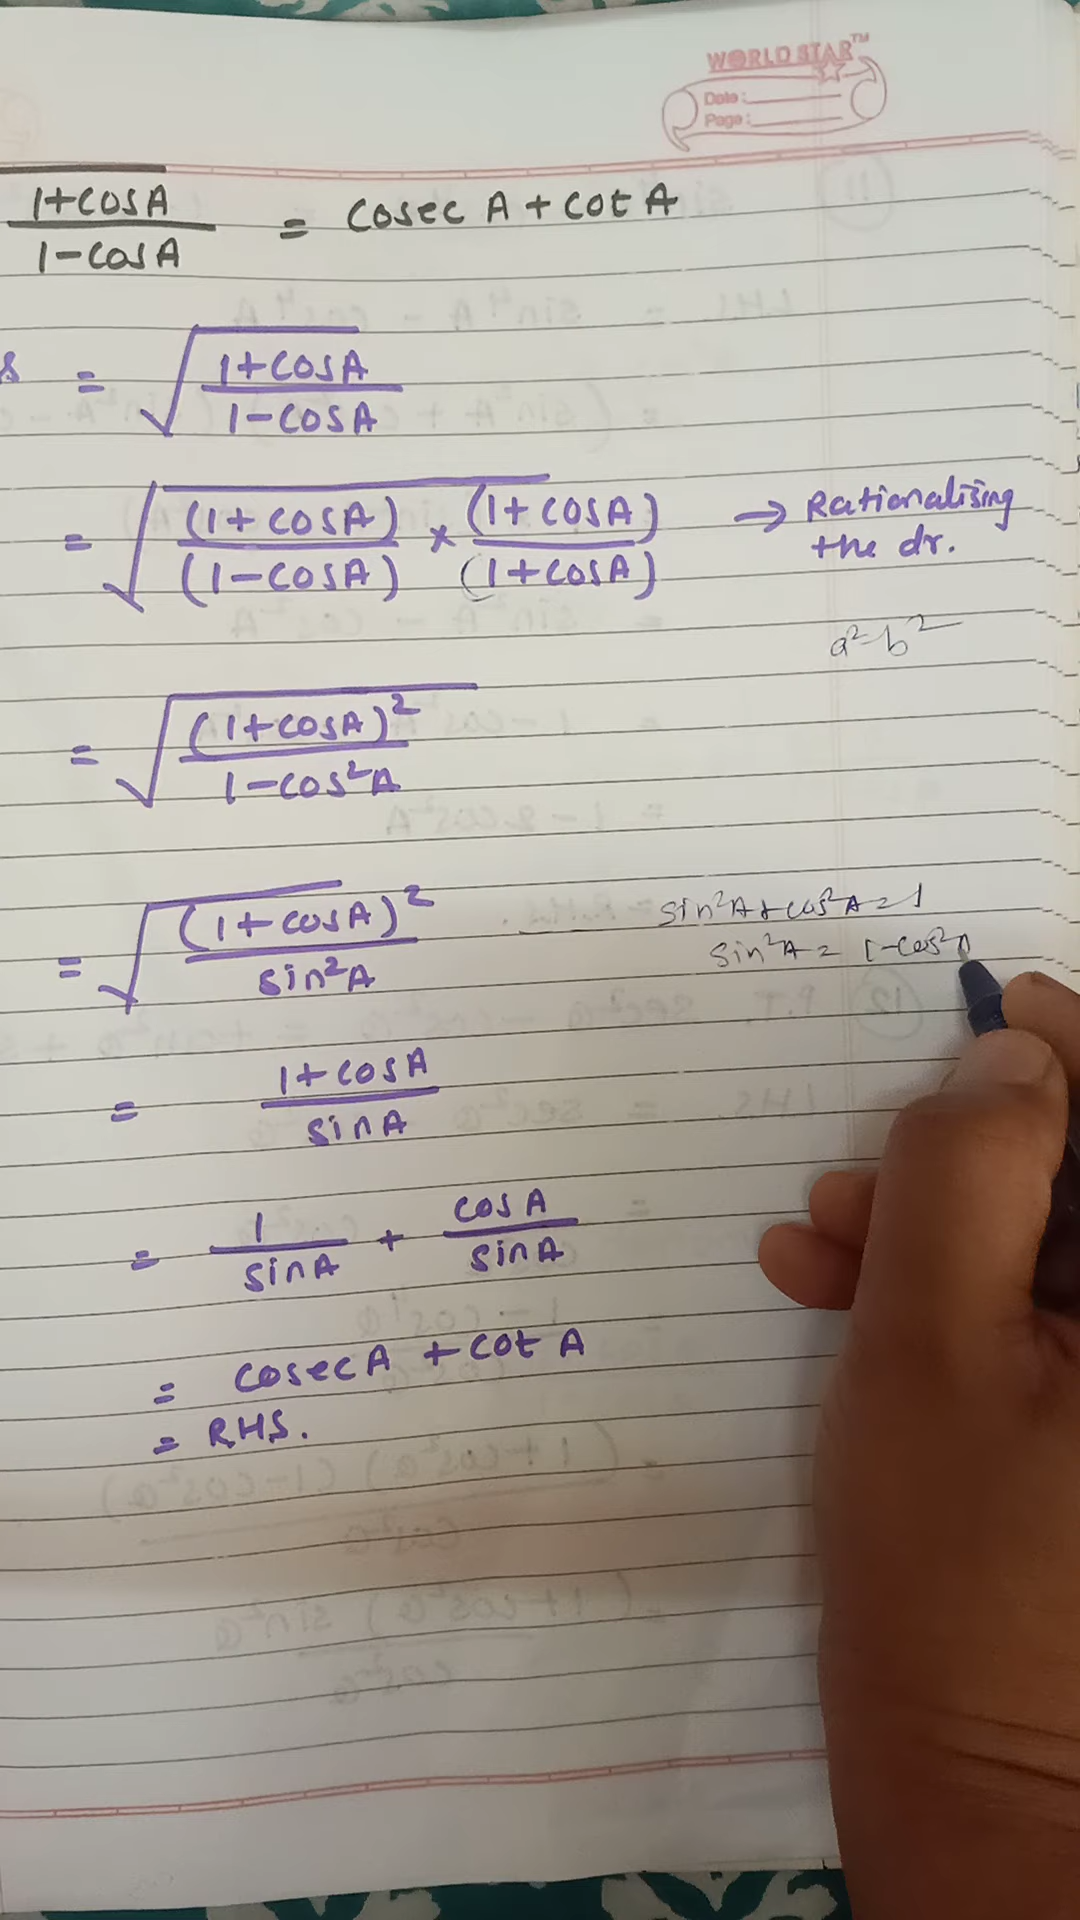 WORLD STAR™
Date:
Page:
1+cosA / 1-cosA = cosec A + cot A
s = √(1+cosA / 1-cosA)
= √((1+cosA) / (1-cosA) × (1+cosA) / (1+cosA)) → Rationalising the dr.
a²-b²
= √((1+cosA)² / 1-cos²A)
= √((1+cosA)² / sin²A)
sin²A+cos²A=1
sin²A = 1-cos²A
= 1+cosA / sinA
= 1/sinA + cosA/sinA
= cosecA + cot A
= RHS.